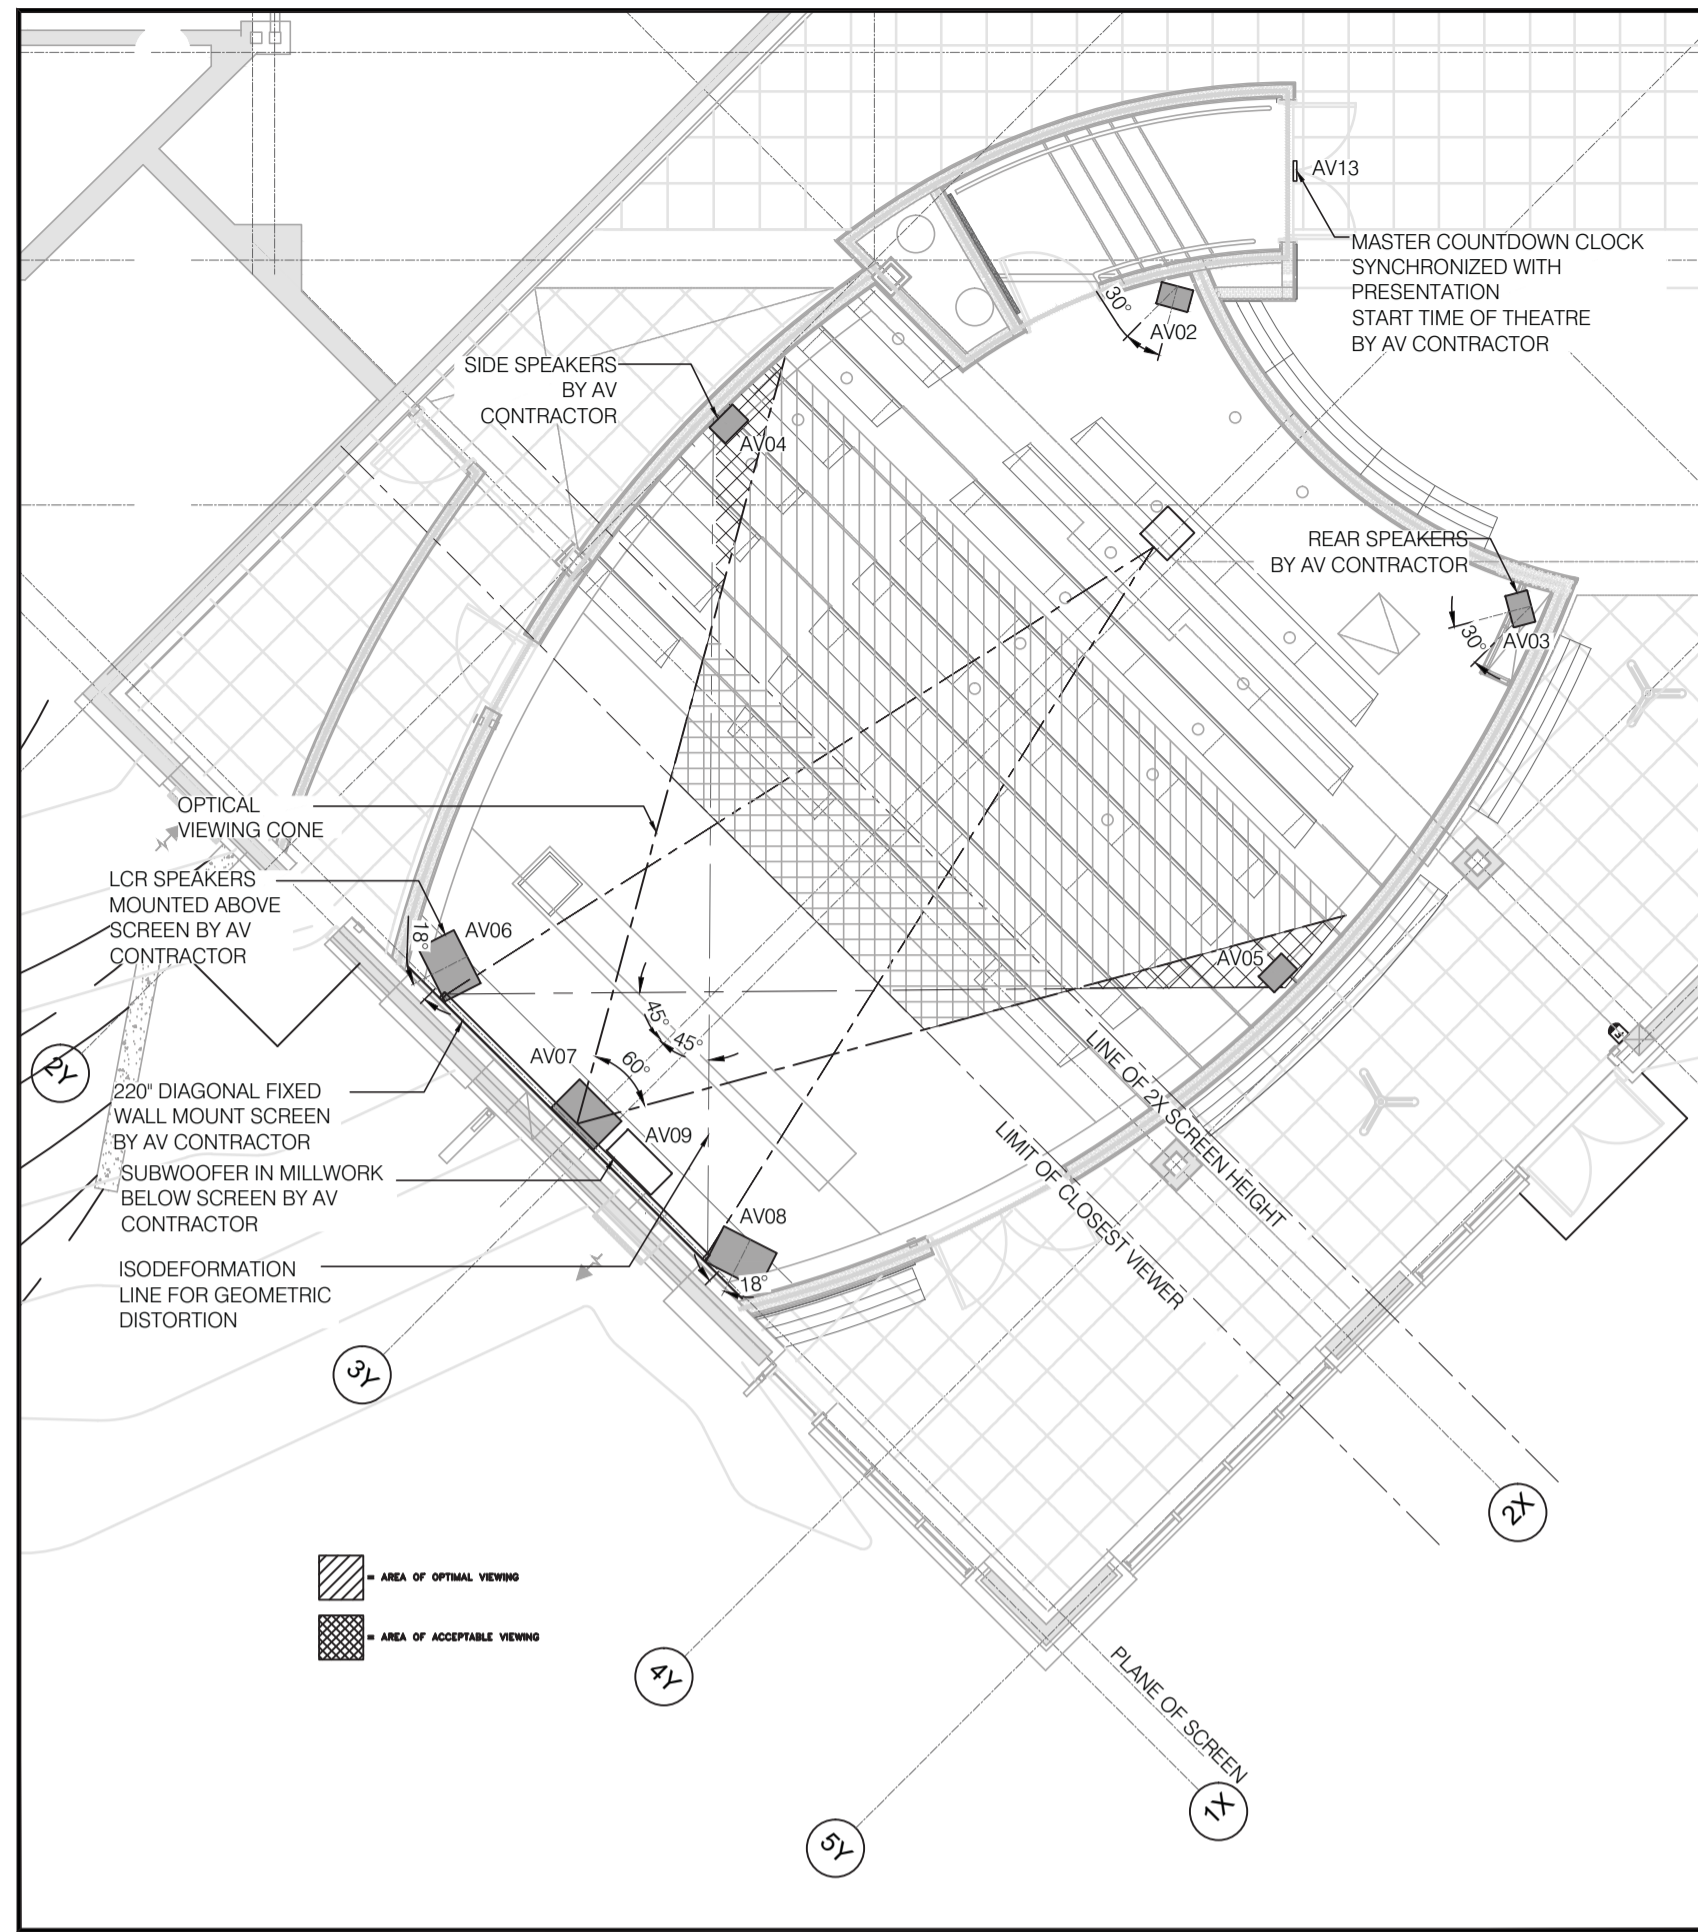 AV13
MASTER COUNTDOWN CLOCK
SYNCHRONIZED WITH
PRESENTATION
START TIME OF THEATRE
BY AV CONTRACTOR
30°
AV02
SIDE SPEAKERS
BY AV
CONTRACTOR
AV04
REAR SPEAKERS
BY AV CONTRACTOR
30°
AV03
OPTICAL
VIEWING CONE
LCR SPEAKERS
MOUNTED ABOVE
SCREEN BY AV
CONTRACTOR
18°
AV06
AV05
45°
45°
60°
AV07
AV09
2Y
220" DIAGONAL FIXED
WALL MOUNT SCREEN
BY AV CONTRACTOR
SUBWOOFER IN MILLWORK
BELOW SCREEN BY AV
CONTRACTOR
AV08
18°
ISODEFORMATION
LINE FOR GEOMETRIC
DISTORTION
LINE OF 2X SCREEN HEIGHT
LIMIT OF CLOSEST VIEWER
3Y
2X
= AREA OF OPTIMAL VIEWING
= AREA OF ACCEPTABLE VIEWING
4Y
PLANE OF SCREEN
1X
5Y